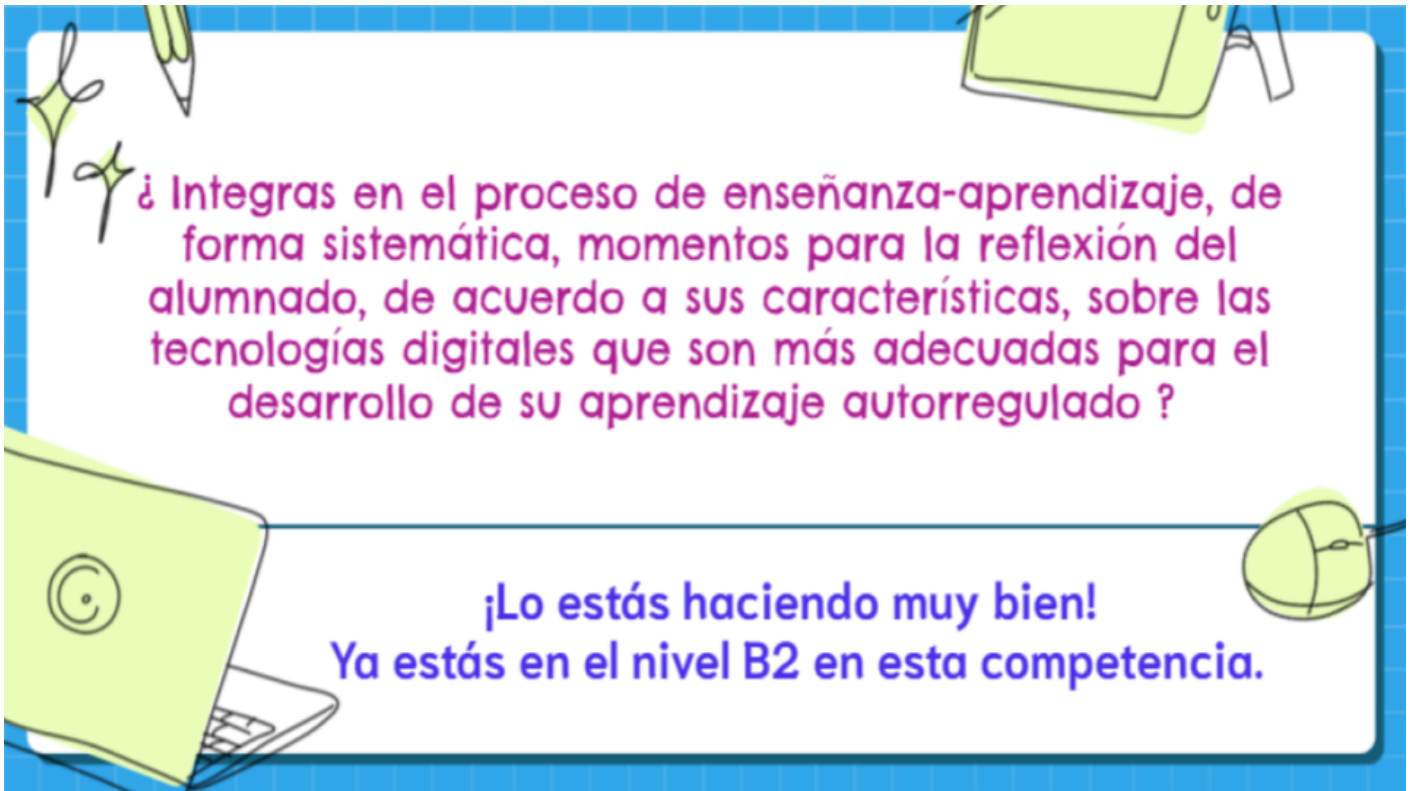 ¿ Integras en el proceso de enseñanza-aprendizaje, de
forma sistemática, momentos para la reflexión del
alumnado, de acuerdo a sus características, sobre las
tecnologías digitales que son más adecuadas para el
desarrollo de su aprendizaje autorregulado ?
¡Lo estás haciendo muy bien!
Ya estás en el nivel B2 en esta competencia.